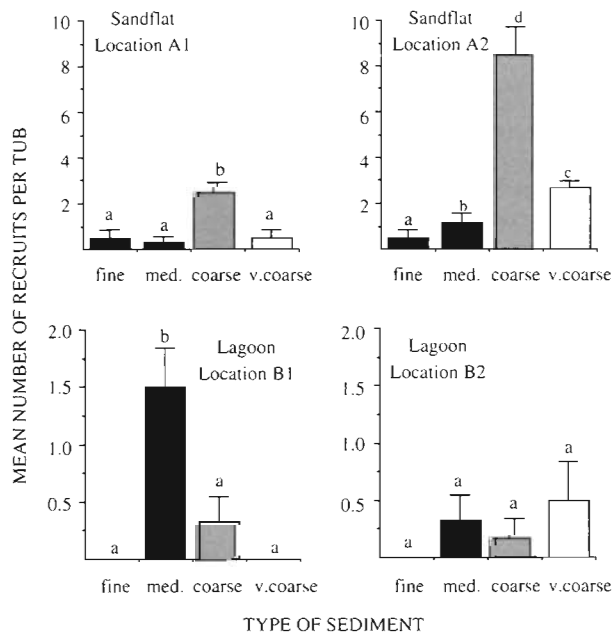 Sandflat
Location A1
10
8
6
4
2
a
a
b
a
fine med. coarse v.coarse
Sandflat
Location A2
10
8
6
4
2
a
b
d
c
fine med. coarse v.coarse
MEAN NUMBER OF RECRUITS PER TUB
Lagoon
Location B1
2.0
1.5
1.0
0.5
a
b
a
a
fine med. coarse v.coarse
Lagoon
Location B2
2.0
1.5
1.0
0.5
a
a
a
a
fine med. coarse v.coarse
TYPE OF SEDIMENT